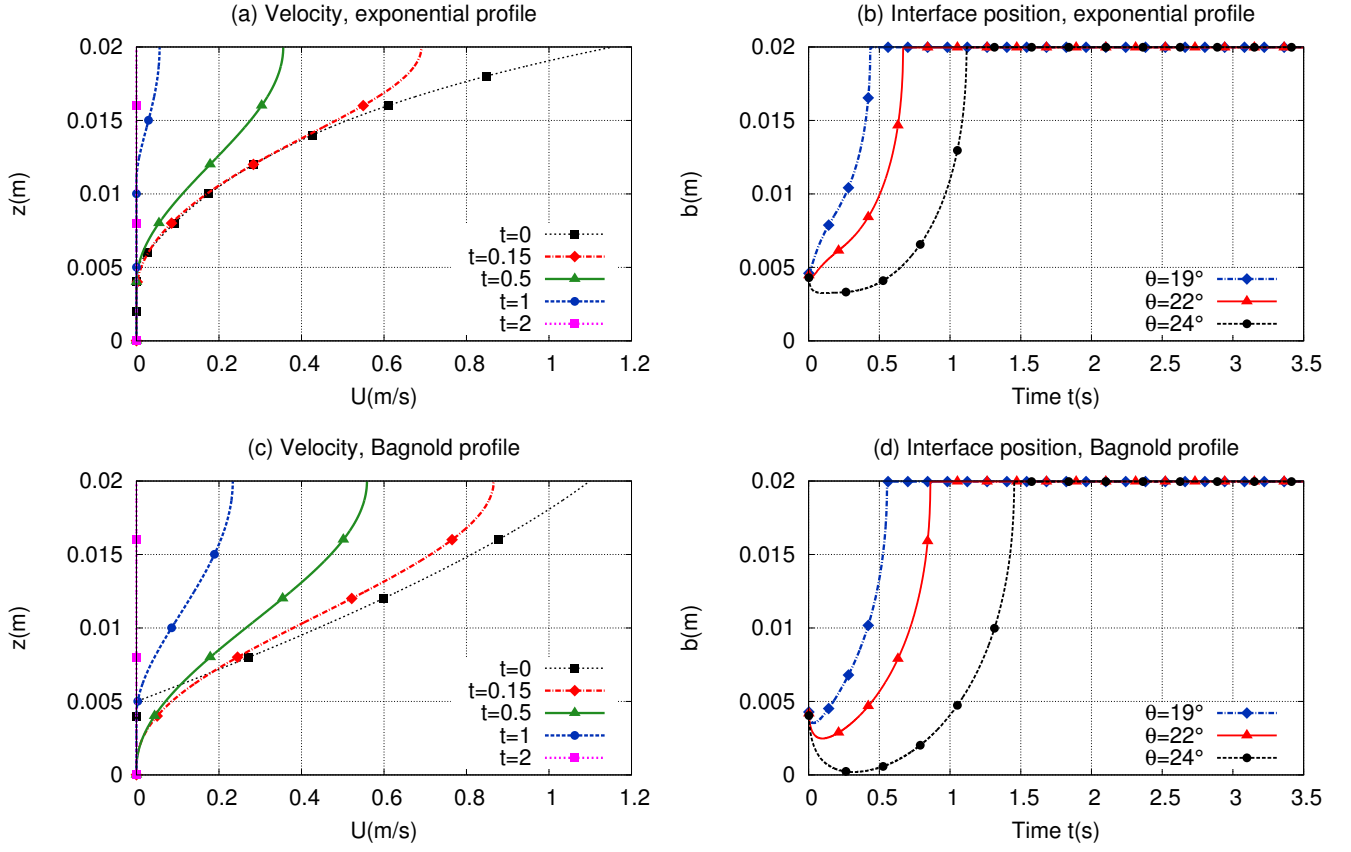 (a) Velocity, exponential profile
0.02
0.015
0.01
0.005
0
z(m)
t=0
t=0.15
t=0.5
t=1
t=2
0 0.2 0.4 0.6 0.8 1 1.2
U(m/s)
(b) Interface position, exponential profile
0.02
0.015
0.01
0.005
0
b(m)
θ=19°
θ=22°
θ=24°
0 0.5 1 1.5 2 2.5 3 3.5
Time t(s)
(c) Velocity, Bagnold profile
0.02
0.015
0.01
0.005
0
z(m)
t=0
t=0.15
t=0.5
t=1
t=2
0 0.2 0.4 0.6 0.8 1 1.2
U(m/s)
(d) Interface position, Bagnold profile
0.02
0.015
0.01
0.005
0
b(m)
θ=19°
θ=22°
θ=24°
0 0.5 1 1.5 2 2.5 3 3.5
Time t(s)